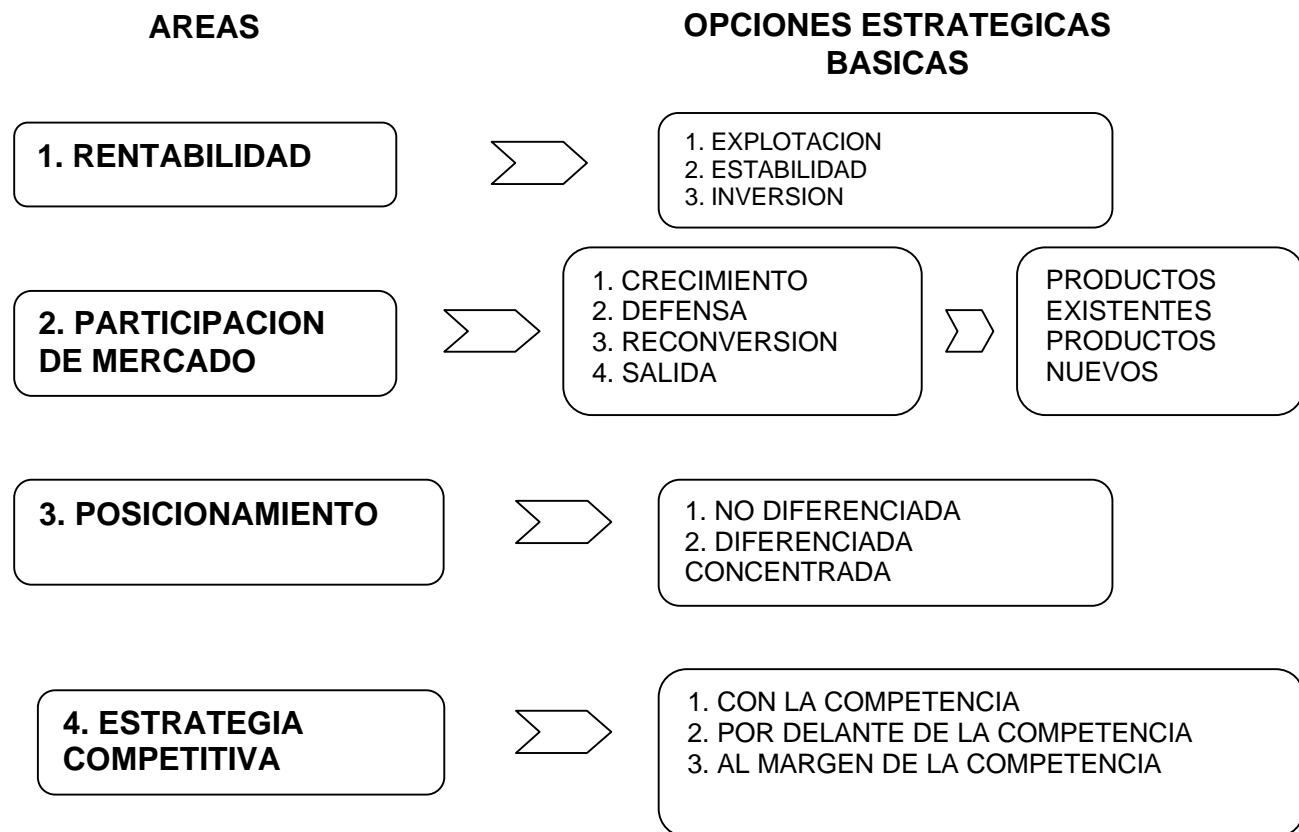 AREAS
OPCIONES ESTRATEGICAS
BASICAS
1. RENTABILIDAD
1. EXPLOTACION
2. ESTABILIDAD
3. INVERSION
2. PARTICIPACION
DE MERCADO
1. CRECIMIENTO
2. DEFENSA
3. RECONVERSION
4. SALIDA
PRODUCTOS
EXISTENTES
PRODUCTOS
NUEVOS
3. POSICIONAMIENTO
1. NO DIFERENCIADA
2. DIFERENCIADA
CONCENTRADA
4. ESTRATEGIA
COMPETITIVA
1. CON LA COMPETENCIA
2. POR DELANTE DE LA COMPETENCIA
3. AL MARGEN DE LA COMPETENCIA